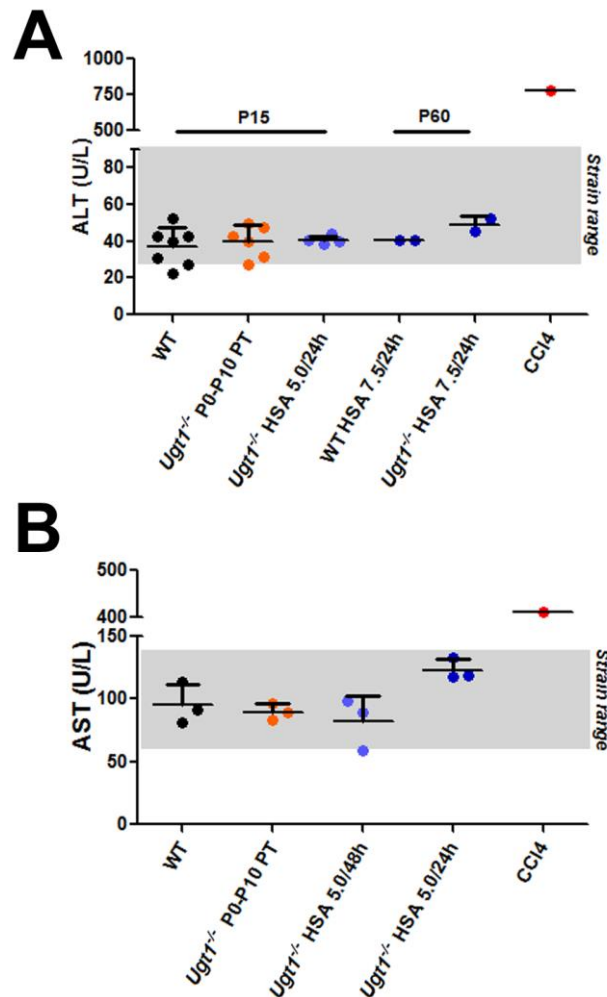 A
1000
750
500
P15
P60
80
60
40
20
0
ALT (U/L)
Strain range
WT
Ugt1-/- P0-P10 PT
Ugt1-/- HSA 5.0/24h
WT HSA 7.5/24h
Ugt1-/- HSA 7.5/24h
CCl4
B
500
400
150
100
50
0
AST (U/L)
Strain range
WT
Ugt1-/- P0-P10 PT
Ugt1-/- HSA 5.0/48h
Ugt1-/- HSA 5.0/24h
CCl4